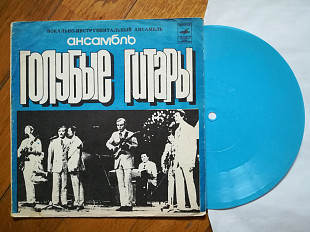 ВОКАЛЬНО-ИНСТРУМЕНТАЛЬНЫЙ АНСАМБЛЬ
ансамбль
ГОЛУБЫЕ ГИТАРЫ